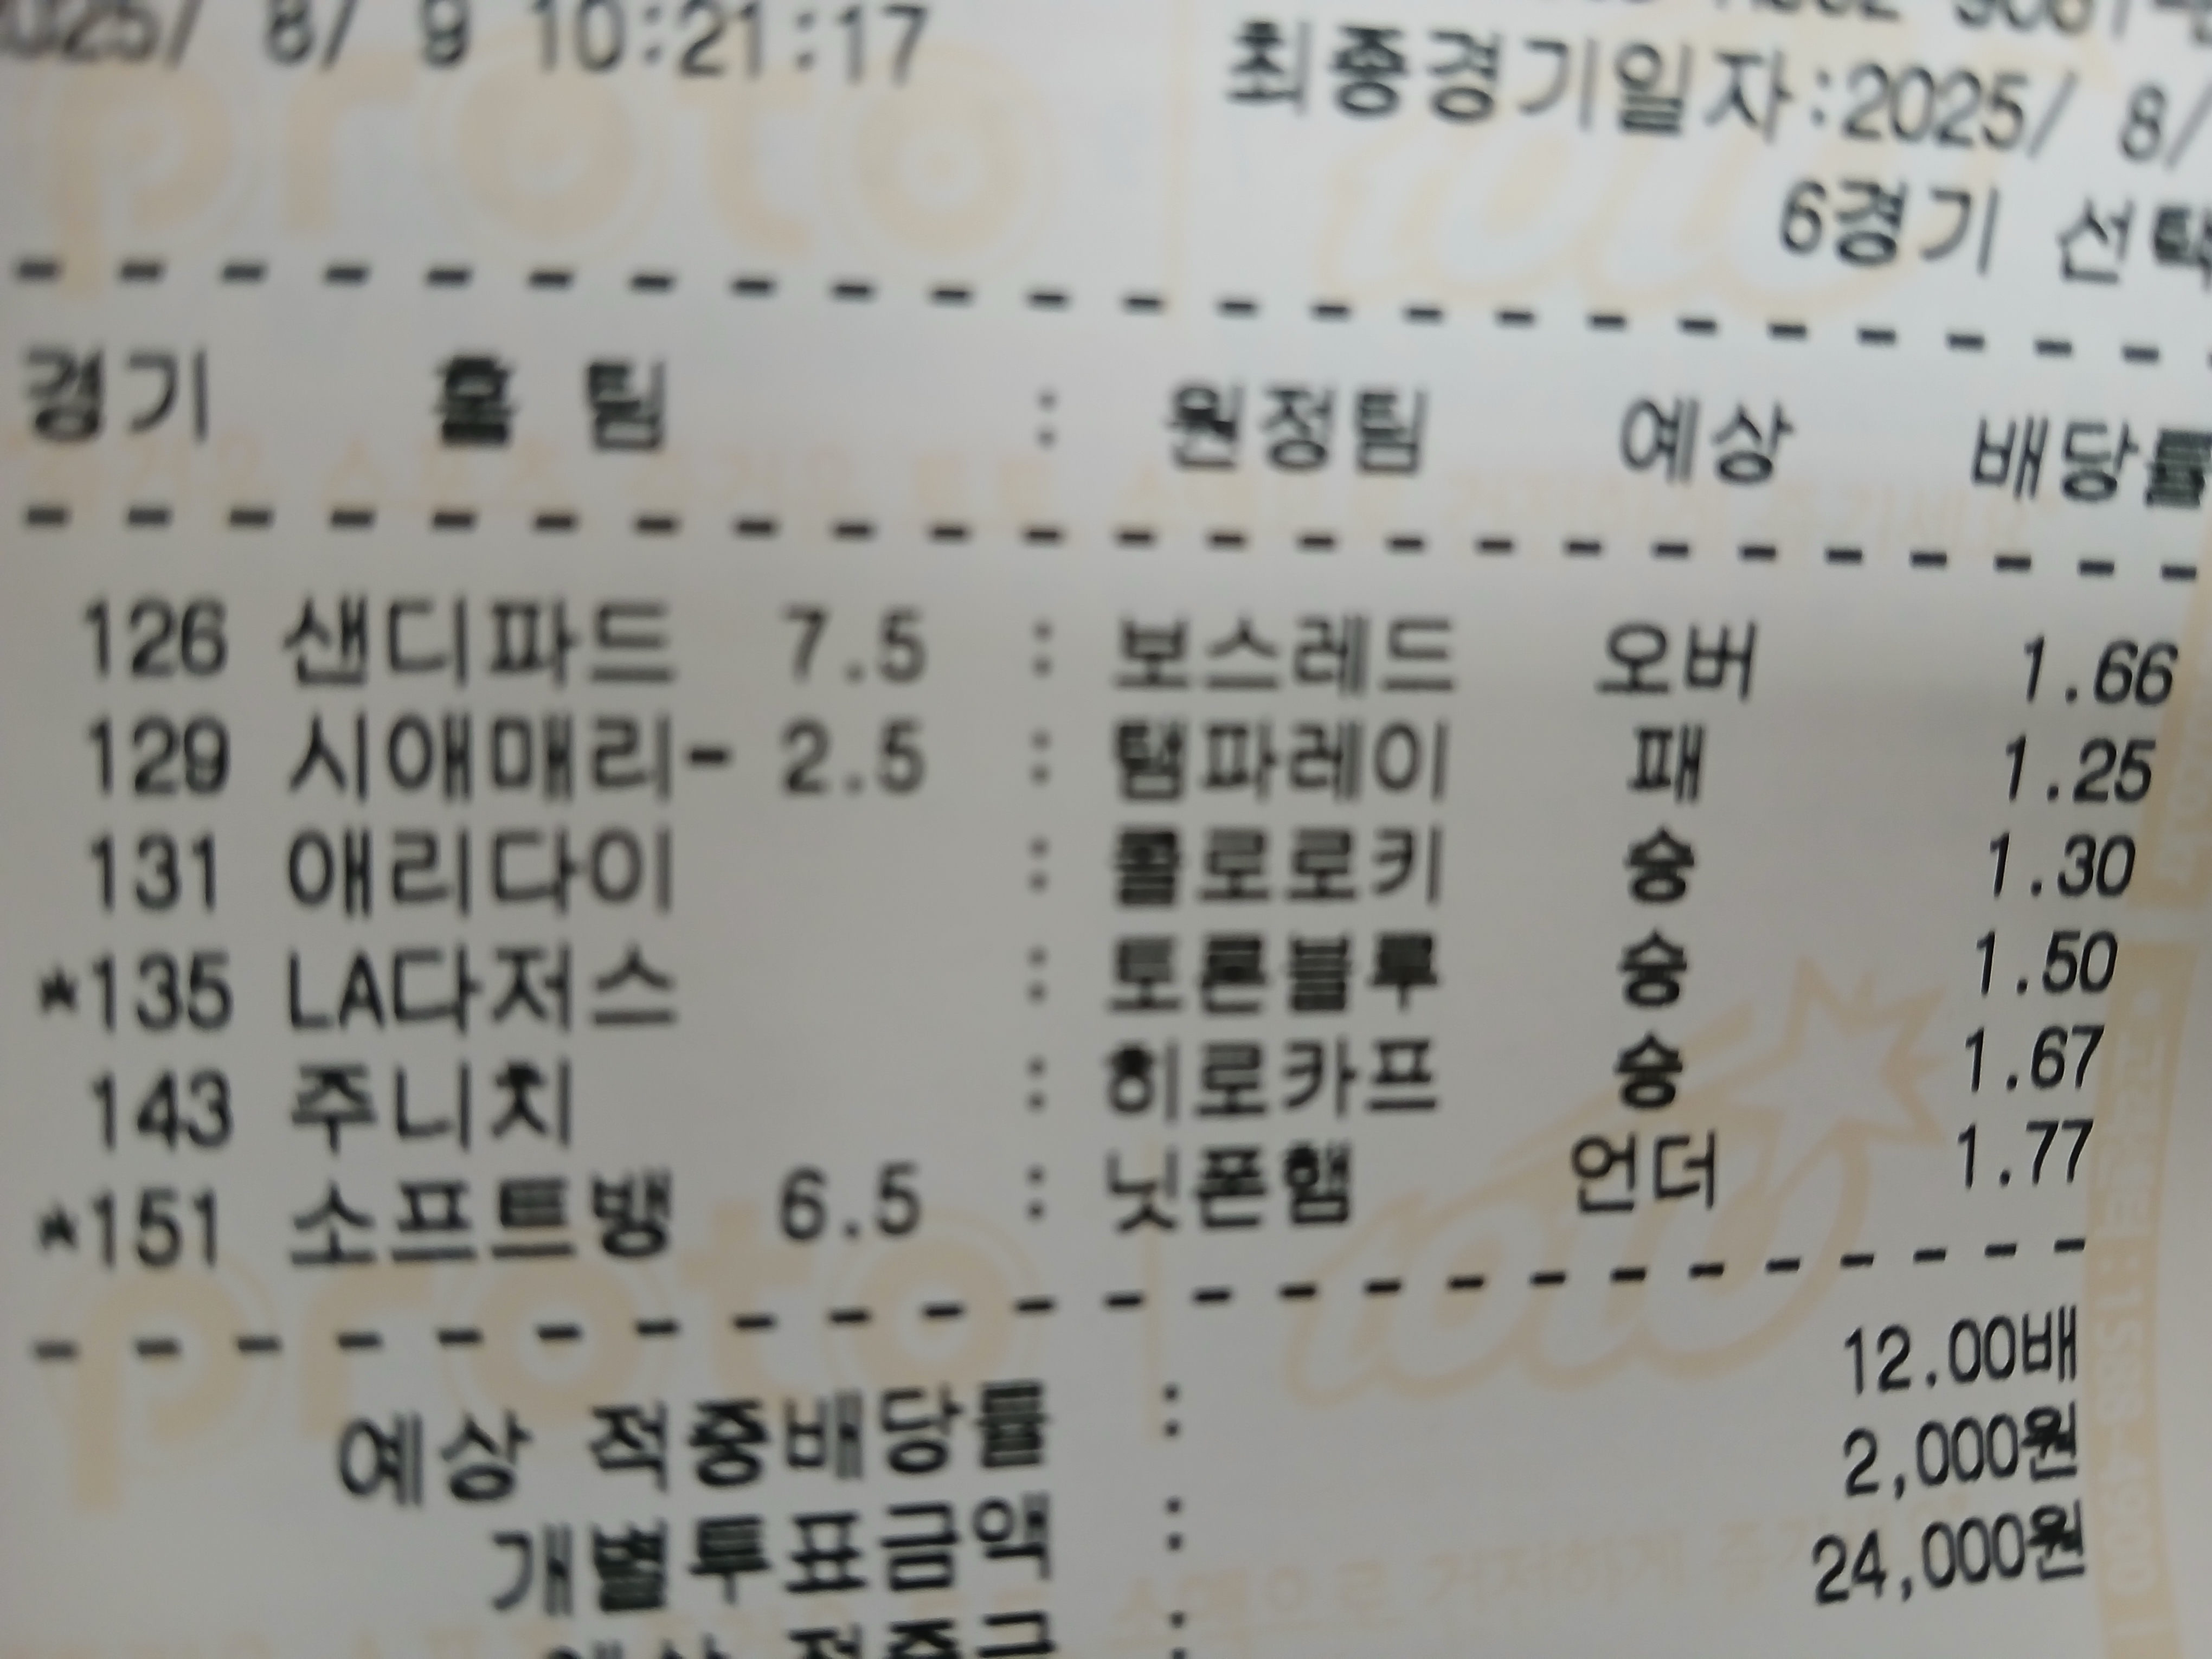 025/ 8/ 9 10:21:17
최종경기일자:2025/ 8/
6경기 선택
경기 홈 팀 : 원정팀 예상 배당률
126 샌디파드 7.5 : 보스레드 오버 1.66
129 시애매리- 2.5 : 탬파레이 패 1.25
131 애리다이 : 콜로로키 승 1.30
*135 LA다저스 : 토론블루 승 1.50
143 주니치 : 히로카프 승 1.67
*151 소프트뱅 6.5 : 닛폰햄 언더 1.77
예상 적중배당률 : 12.00배
개별투표금액 : 2,000원
예상 적중금 : 24,000원